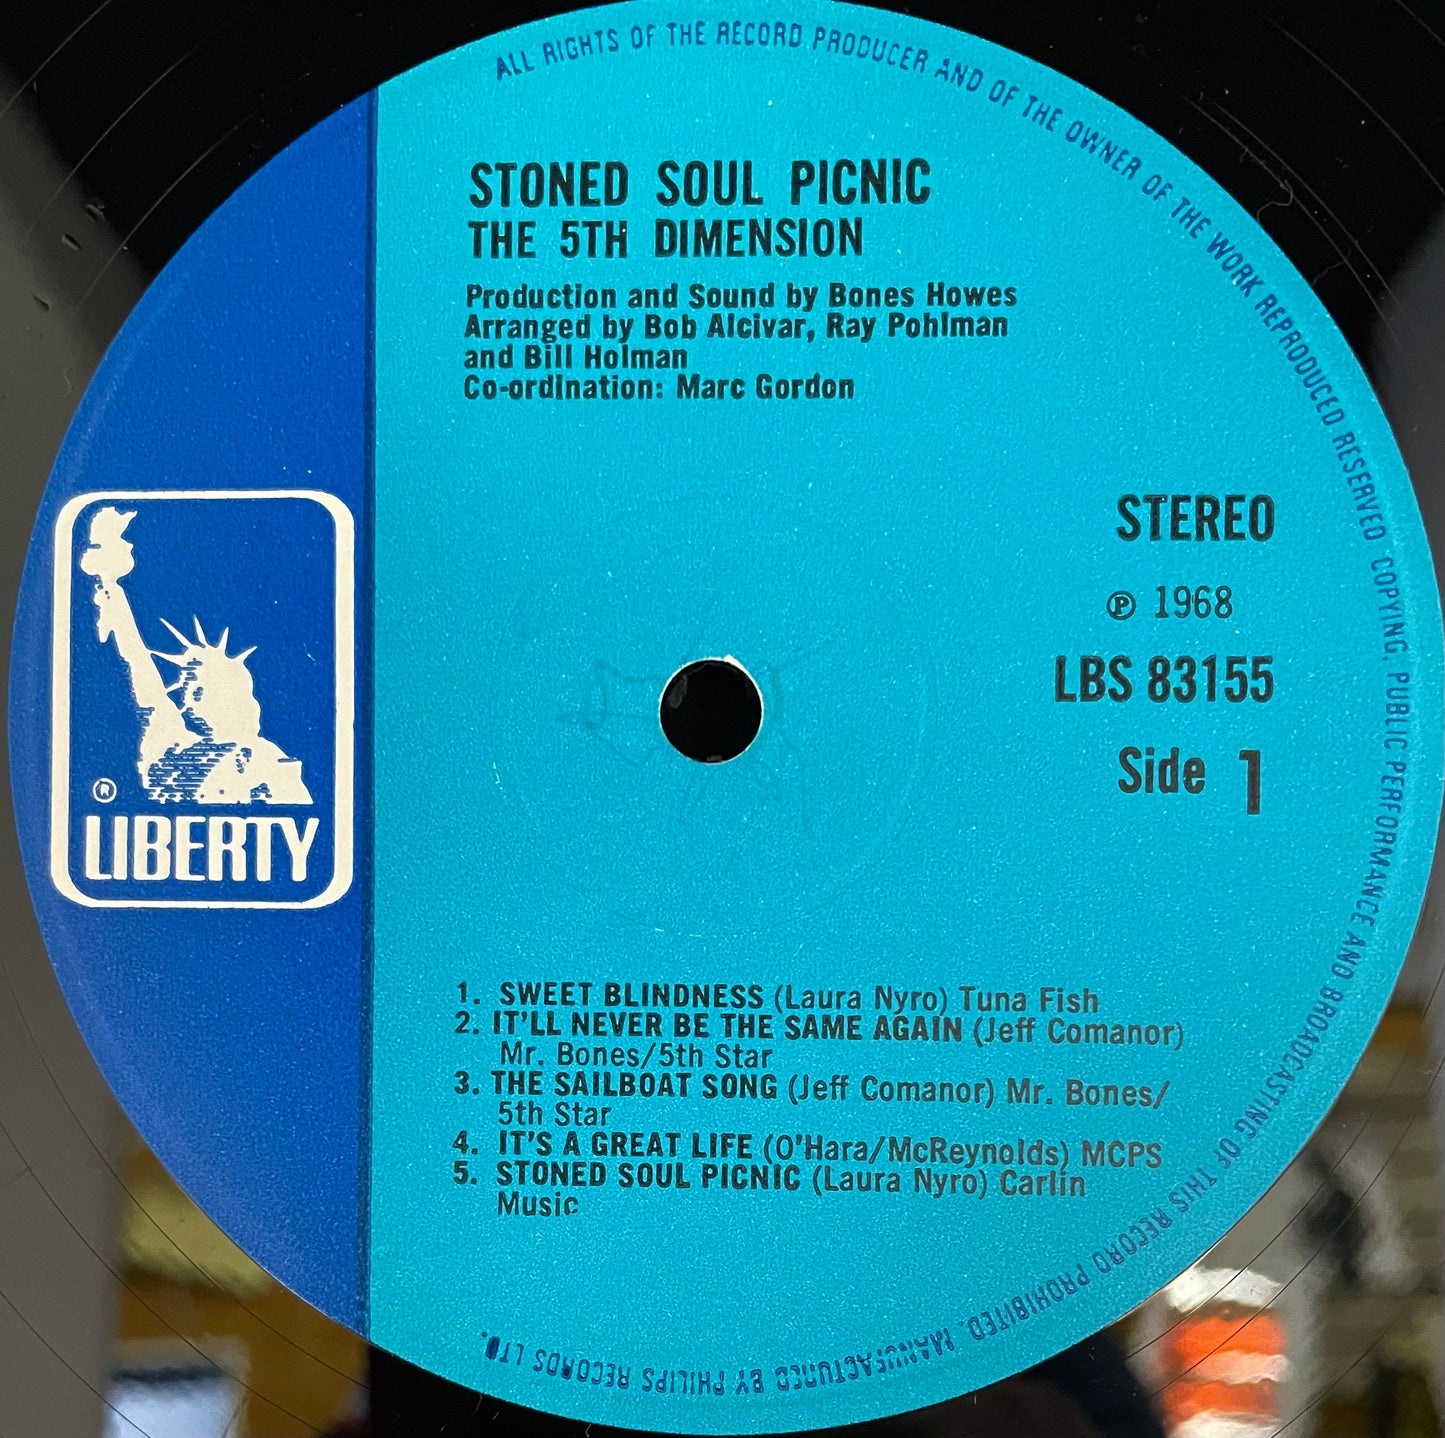 ALL RIGHTS OF THE RECORD PRODUCER AND OF THE OWNER OF THE WORK REPRODUCED RESERVED COPYING, PUBLIC PERFORMANCE AND BROADCASTING OF THIS RECORD PROHIBITED. MANUFACTURED BY PHILIPS RECORDS LTD.
STONED SOUL PICNIC
THE 5TH DIMENSION
Production and Sound by Bones Howes
Arranged by Bob Alcivar, Ray Pohlman
and Bill Holman
Co-ordination: Marc Gordon
STEREO
℗ 1968
LBS 83155
Side 1
®
LIBERTY
1. SWEET BLINDNESS (Laura Nyro) Tuna Fish
2. IT'LL NEVER BE THE SAME AGAIN (Jeff Comanor)
Mr. Bones/5th Star
3. THE SAILBOAT SONG (Jeff Comanor) Mr. Bones/
5th Star
4. IT'S A GREAT LIFE (O'Hara/McReynolds) MCPS
5. STONED SOUL PICNIC (Laura Nyro) Carlin
Music